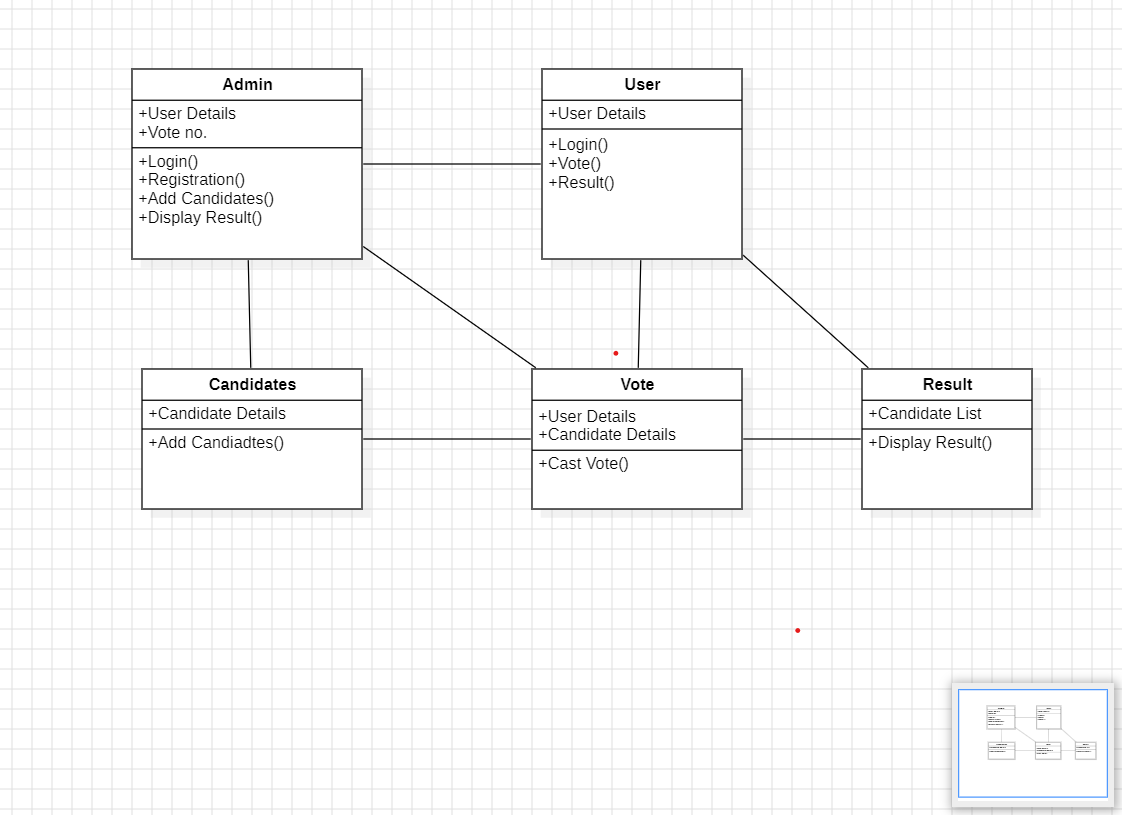 Admin
+User Details
+Vote no.
+Login()
+Registration()
+Add Candidates()
+Display Result()
User
+User Details
+Login()
+Vote()
+Result()
Candidates
+Candidate Details
+Add Candiadtes()
Vote
+User Details
+Candidate Details
+Cast Vote()
Result
+Candidate List
+Display Result()